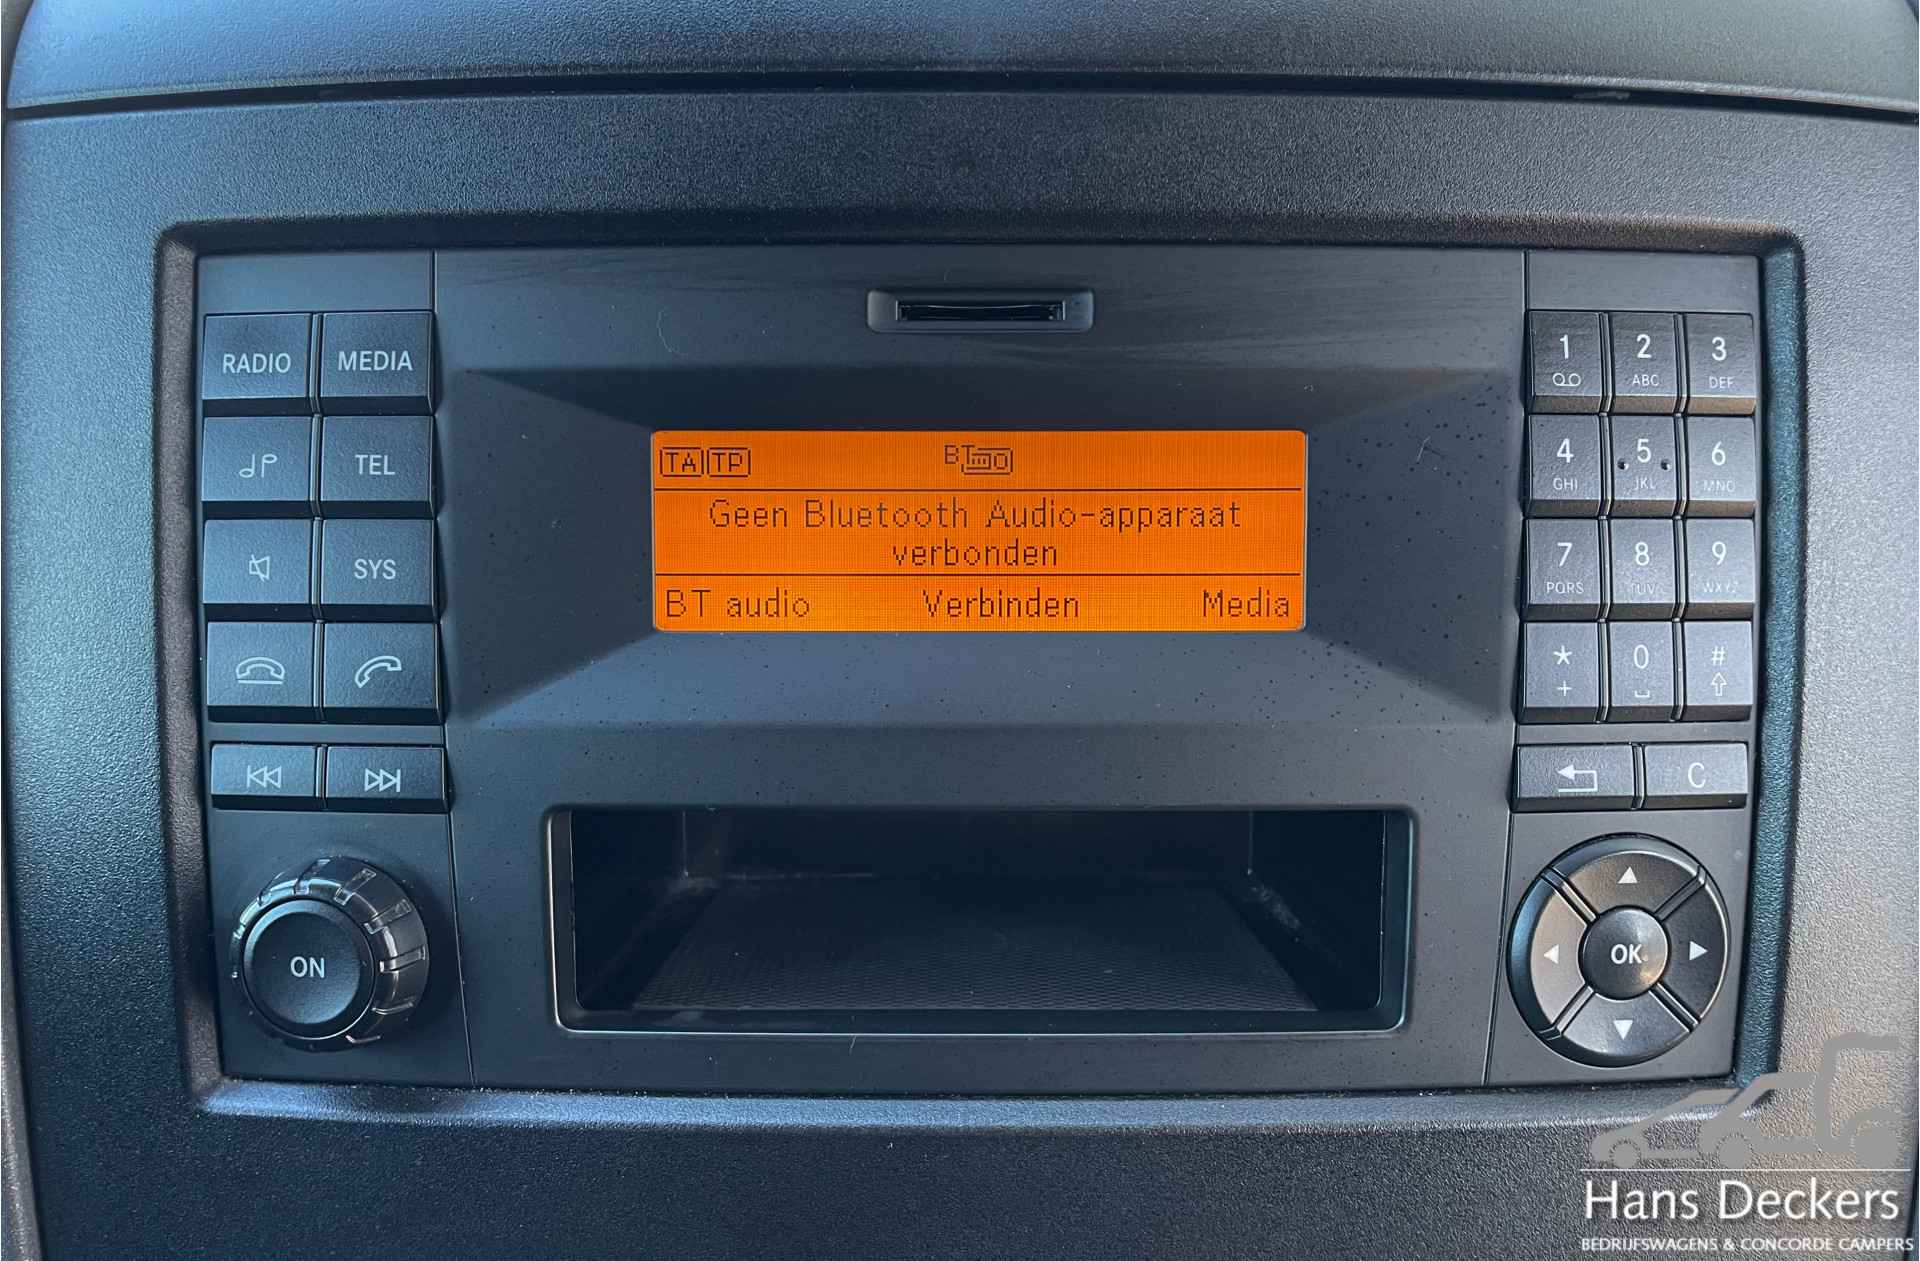 RADIO MEDIA
TEL
SYS
ON
TA TP BT
Geen Bluetooth Audio-apparaat
verbonden
BT audio Verbinden Media
1 2 3
ABC DEF
4 5 6
GHI JKL MNO
7 8 9
PQRS TUV WXYZ
* 0 #
+
C
OK
Hans Deckers
BEDRIJFSWAGENS & CONCORDE CAMPERS